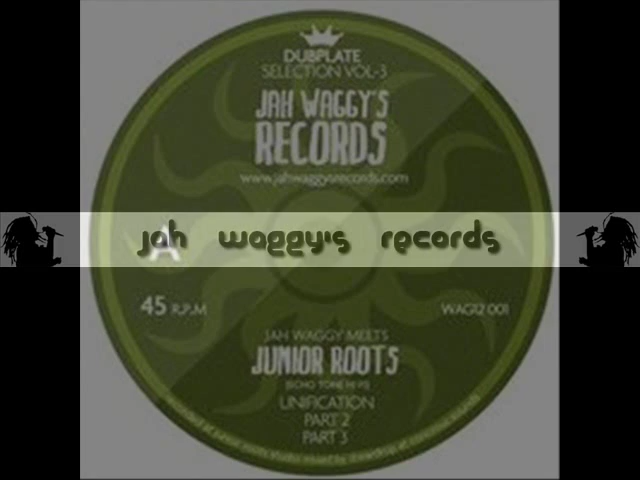 DUBPLATE
SELECTION VOL-3
JAH WAGGY'S
RECORDS
www.jahwaggysrecords.com
jah waggy's records
A
45 R.P.M
WAG12 001
JAH WAGGY MEETS
JUNIOR ROOTS
(ECHO TONE HI FI)
UNIFICATION
PART 2
PART 3